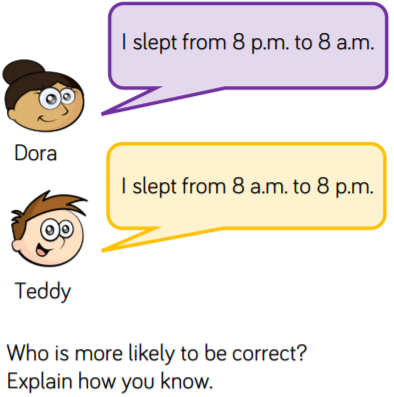 I slept from 8 p.m. to 8 a.m.
Dora
I slept from 8 a.m. to 8 p.m.
Teddy
Who is more likely to be correct?
Explain how you know.